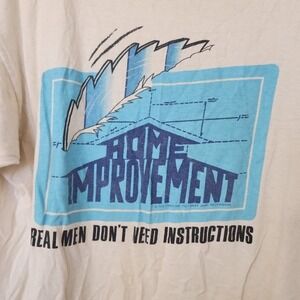 HOME
IMPROVEMENT
REAL MEN DON'T NEED INSTRUCTIONS